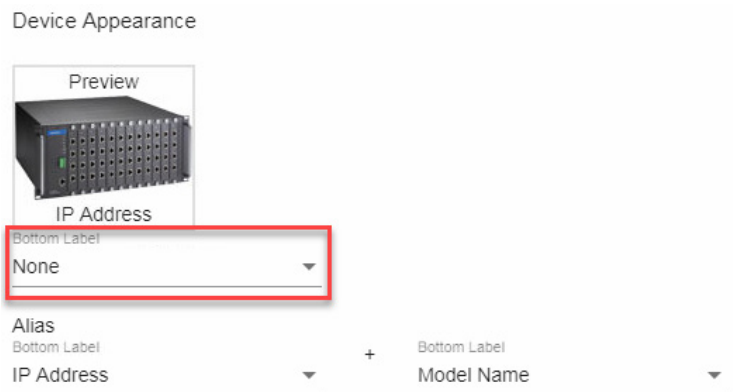 Device Appearance
Preview
IP Address
Bottom Label
None
Alias
Bottom Label
IP Address
+
Bottom Label
Model Name